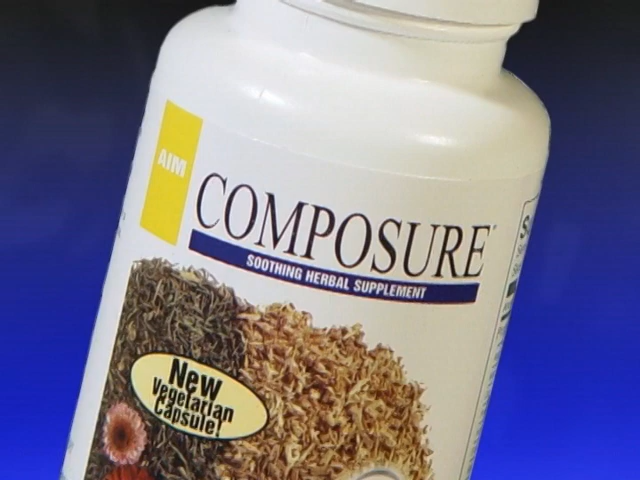 AIM
COMPOSURE
SOOTHING HERBAL SUPPLEMENT
New
Vegetarian
Capsule!